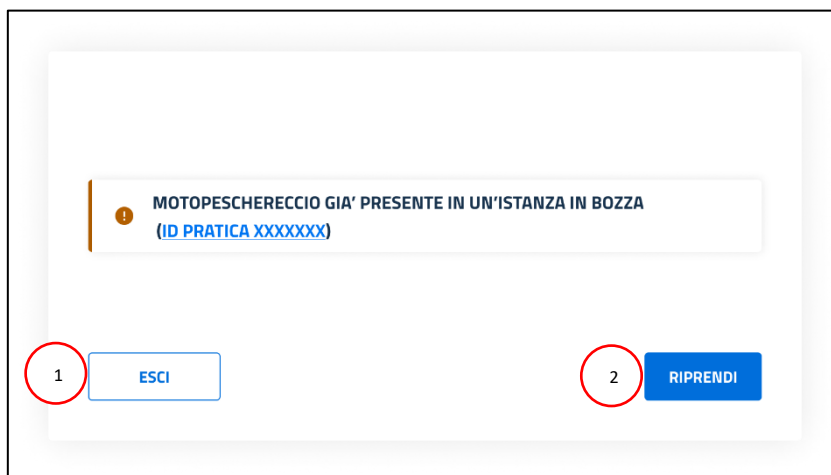 MOTOPESCHERECCIO GIA’ PRESENTE IN UN’ISTANZA IN BOZZA
(ID PRATICA XXXXXXX)
1
ESCI
2
RIPRENDI